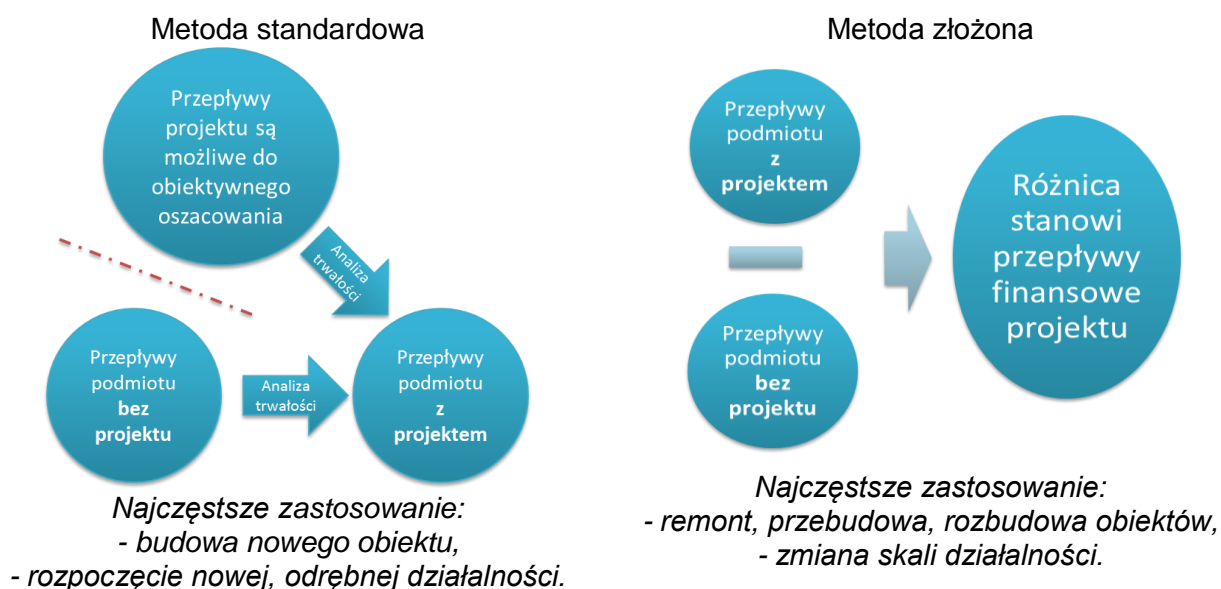 Metoda standardowa
Przepływy
projektu są
możliwe do
obiektywnego
oszacowania
Analiza
trwałości
Przepływy
podmiotu
bez
projektu
Analiza
trwałości
Przepływy
podmiotu
z
projektem
Najczęstsze zastosowanie:
- budowa nowego obiektu,
- rozpoczęcie nowej, odrębnej działalności.
Metoda złożona
Przepływy
podmiotu
z
projektem
Przepływy
podmiotu
bez
projektu
Różnica
stanowi
przepływy
finansowe
projektu
Najczęstsze zastosowanie:
- remont, przebudowa, rozbudowa obiektów,
- zmiana skali działalności.